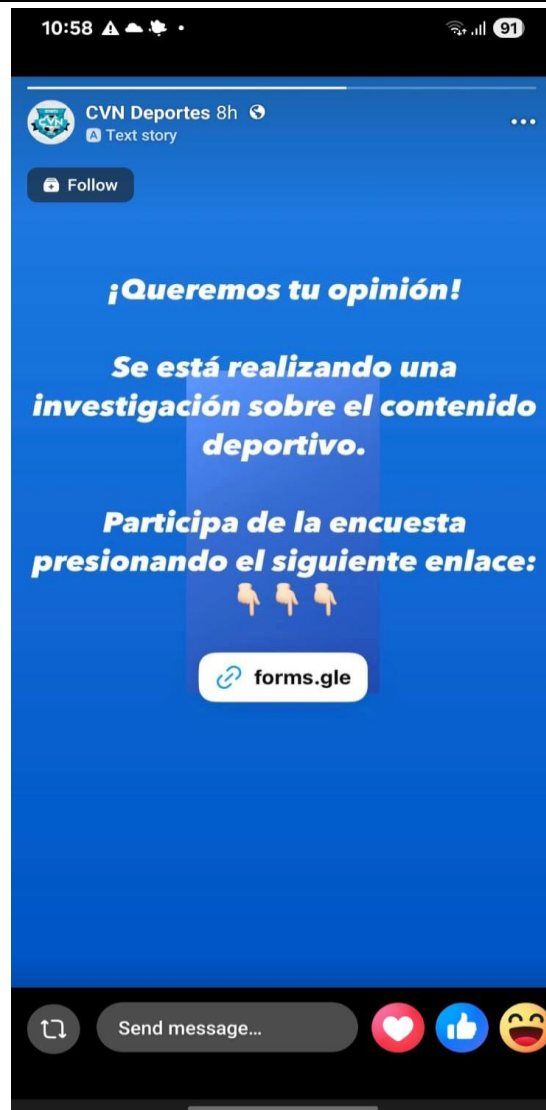 10:58
91
CVN Deportes 8h
A Text story
Follow
¡Queremos tu opinión!
Se está realizando una
investigación sobre el contenido
deportivo.
Participa de la encuesta
presionando el siguiente enlace:
👇🏻 👇🏻 👇🏻
forms.gle
Send message...